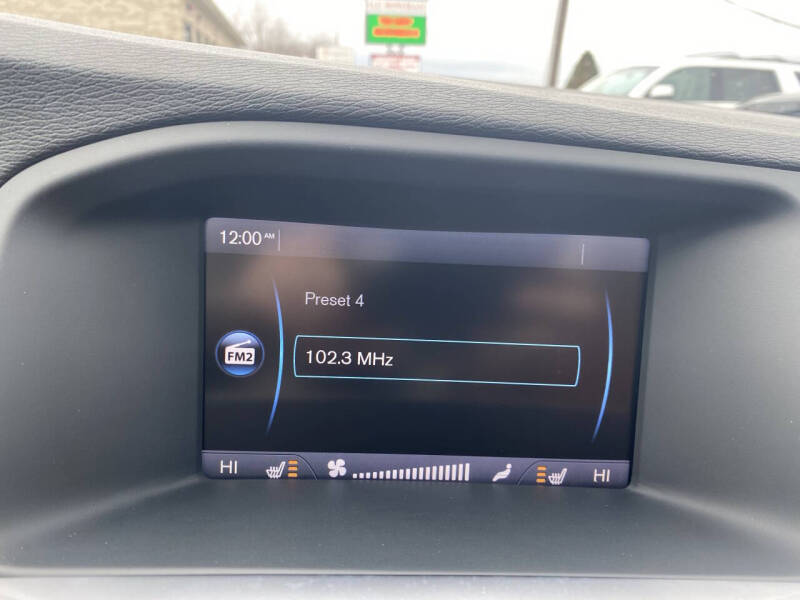 12:00 AM
Preset 4
FM2
102.3 MHz
HI
HI